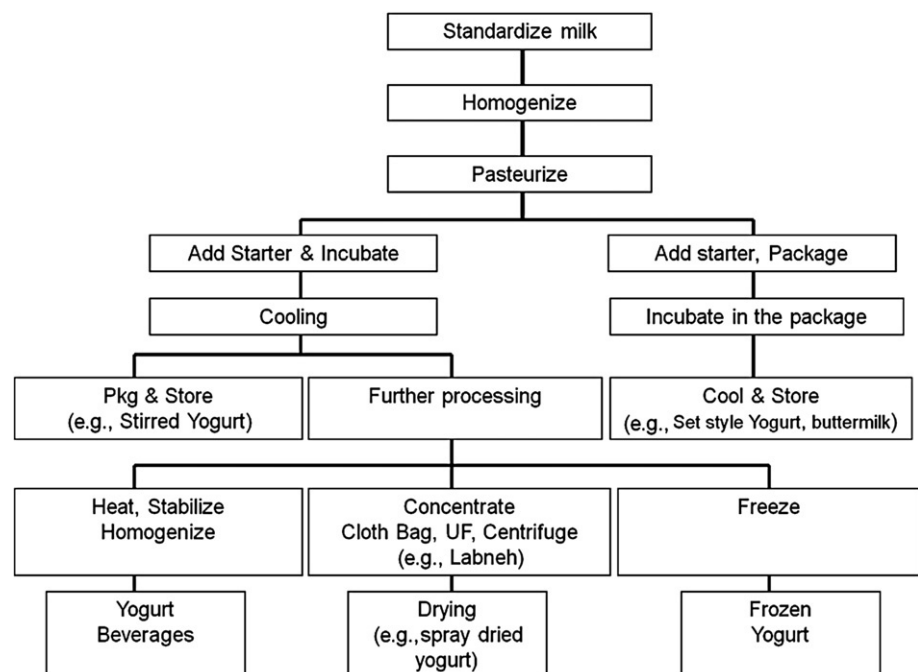 Standardize milk
Homogenize
Pasteurize
Add Starter & Incubate
Add starter, Package
Cooling
Incubate in the package
Pkg & Store
(e.g., Stirred Yogurt)
Further processing
Cool & Store
(e.g., Set style Yogurt, buttermilk)
Heat, Stabilize
Homogenize
Concentrate
Cloth Bag, UF, Centrifuge
(e.g., Labneh)
Freeze
Yogurt
Beverages
Drying
(e.g.,spray dried
yogurt)
Frozen
Yogurt